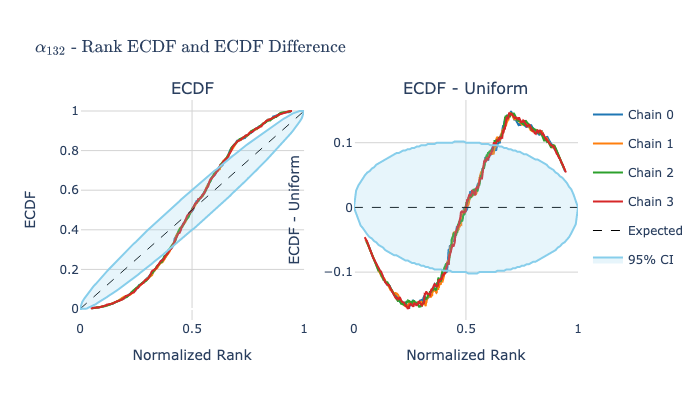 α₁₃₂ - Rank ECDF and ECDF Difference
ECDF
ECDF - Uniform
ECDF
1
0.8
0.6
0.4
0.2
0
0
0.5
1
Normalized Rank
ECDF - Uniform
0.1
0
−0.1
0
0.5
1
Normalized Rank
Chain 0
Chain 1
Chain 2
Chain 3
Expected
95% CI